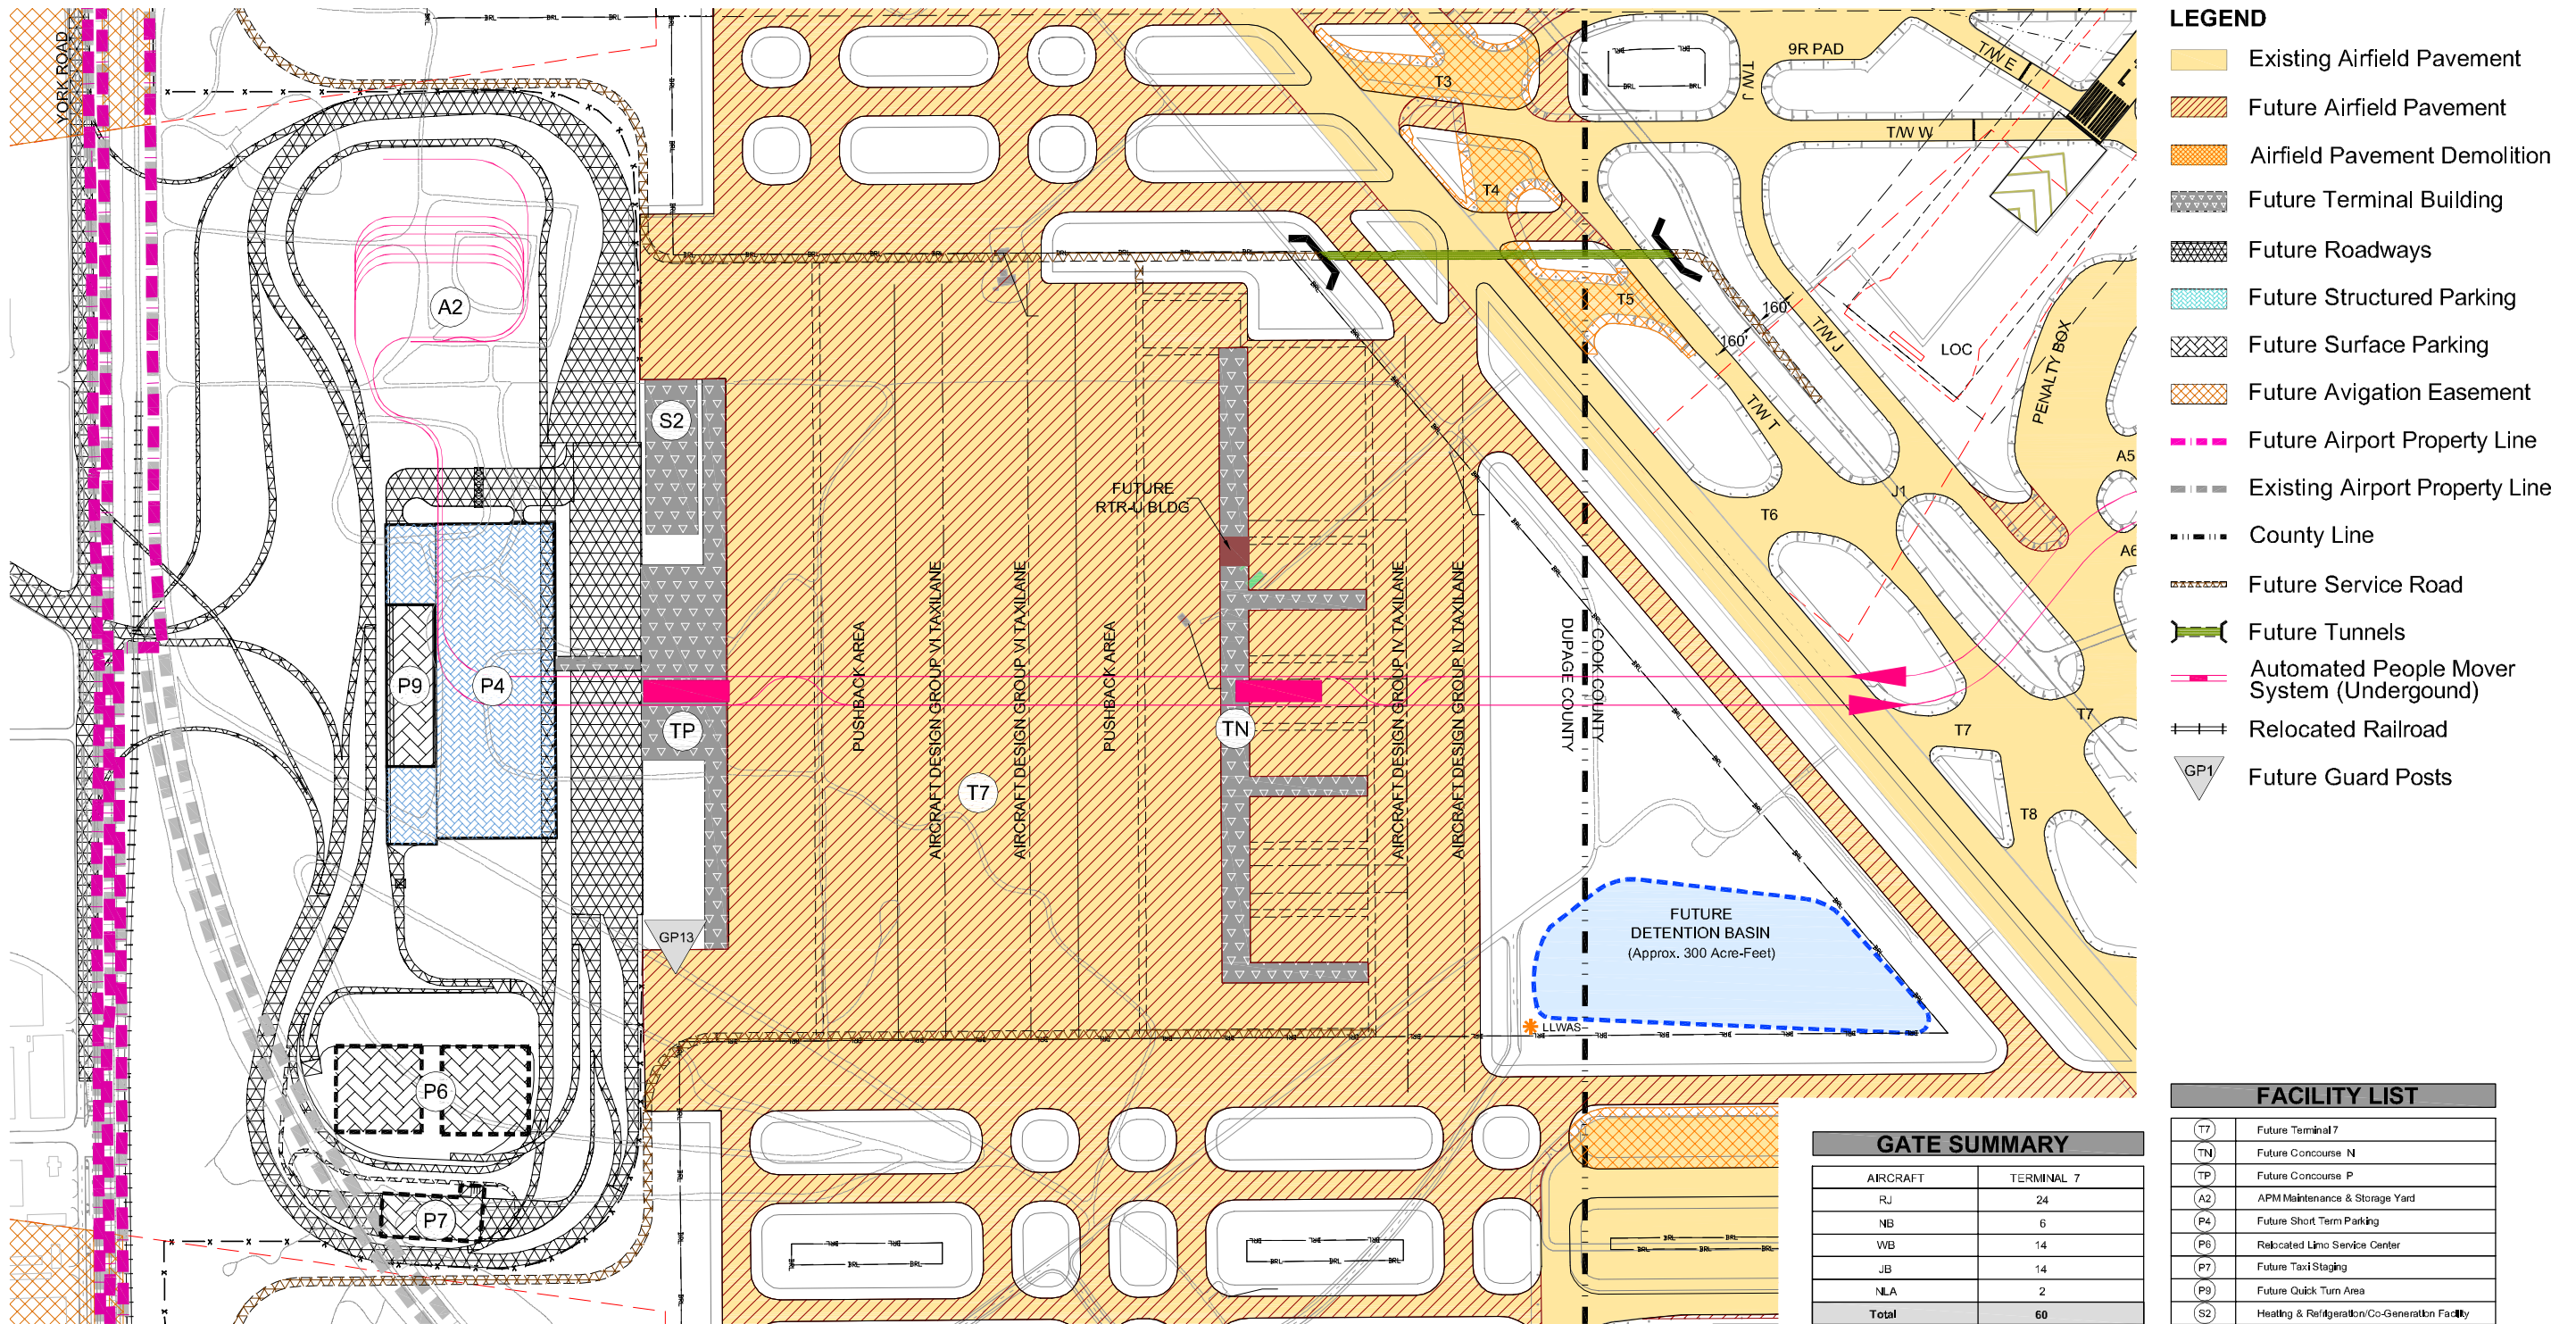 YORK ROAD
BRL
T3
T4
T5
9R PAD
T/W J
T/W E
T/W W
160'
160'
T/W J
T/W T
LOC
PENALTY BOX
A5
A6
J1
T6
T7
T7
T8
A2
S2
P9
P4
TP
TN
T7
FUTURE
RTR-U BLDG
PUSHBACK AREA
AIRCRAFT DESIGN GROUP VI TAXILANE
AIRCRAFT DESIGN GROUP VI TAXILANE
PUSHBACK AREA
AIRCRAFT DESIGN GROUP IV TAXILANE
AIRCRAFT DESIGN GROUP IV TAXILANE
DUPAGE COUNTY
COOK COUNTY
GP13
FUTURE
DETENTION BASIN
(Approx. 300 Acre-Feet)
LLWAS
P6
P7
LEGEND
Existing Airfield Pavement
Future Airfield Pavement
Airfield Pavement Demolition
Future Terminal Building
Future Roadways
Future Structured Parking
Future Surface Parking
Future Avigation Easement
Future Airport Property Line
Existing Airport Property Line
County Line
Future Service Road
Future Tunnels
Automated People Mover
System (Undergound)
Relocated Railroad
GP1 Future Guard Posts
GATE SUMMARY
AIRCRAFT TERMINAL 7
RJ 24
NB 6
WB 14
JB 14
NLA 2
Total 60
FACILITY LIST
T7 Future Terminal 7
TN Future Concourse N
TP Future Concourse P
A2 APM Maintenance & Storage Yard
P4 Future Short Term Parking
P6 Relocated Limo Service Center
P7 Future Taxi Staging
P9 Future Quick Turn Area
S2 Heating & Refrigeration/Co-Generation Facility